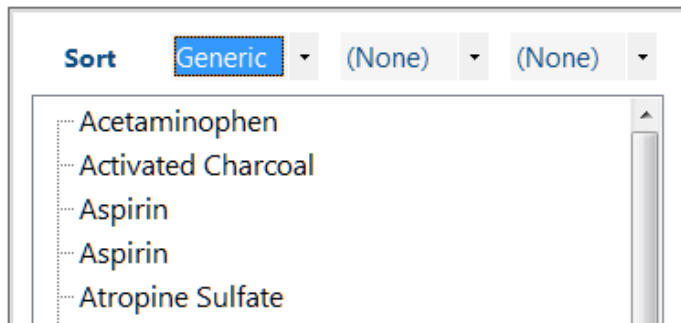 Sort Generic (None) (None)
Acetaminophen
Activated Charcoal
Aspirin
Aspirin
Atropine Sulfate